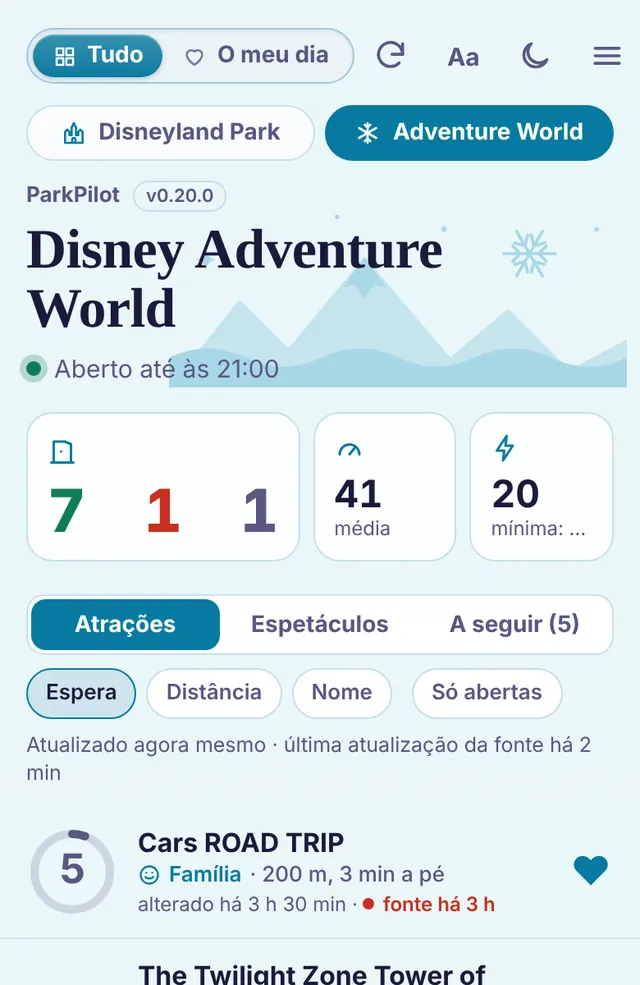 Tudo
O meu dia
Aa
Disneyland Park
Adventure World
ParkPilot
v0.20.0
Disney Adventure
World
Aberto até às 21:00
7 1 1
41
média
20
mínima: ...
Atrações
Espetáculos
A seguir (5)
Espera
Distância
Nome
Só abertas
Atualizado agora mesmo · última atualização da fonte há 2
min
5
Cars ROAD TRIP
Família · 200 m, 3 min a pé
alterado há 3 h 30 min · fonte há 3 h
The Twilight Zone Tower of